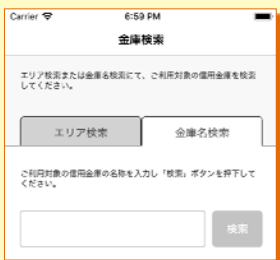 Carrier 6:59 PM
金庫検索
エリア検索または金庫名検索にて、ご利用対象の信用金庫を検索
してください。
エリア検索 金庫名検索
ご利用対象の信用金庫の名称を入力し「検索」ボタンを押下して
ください。
検索